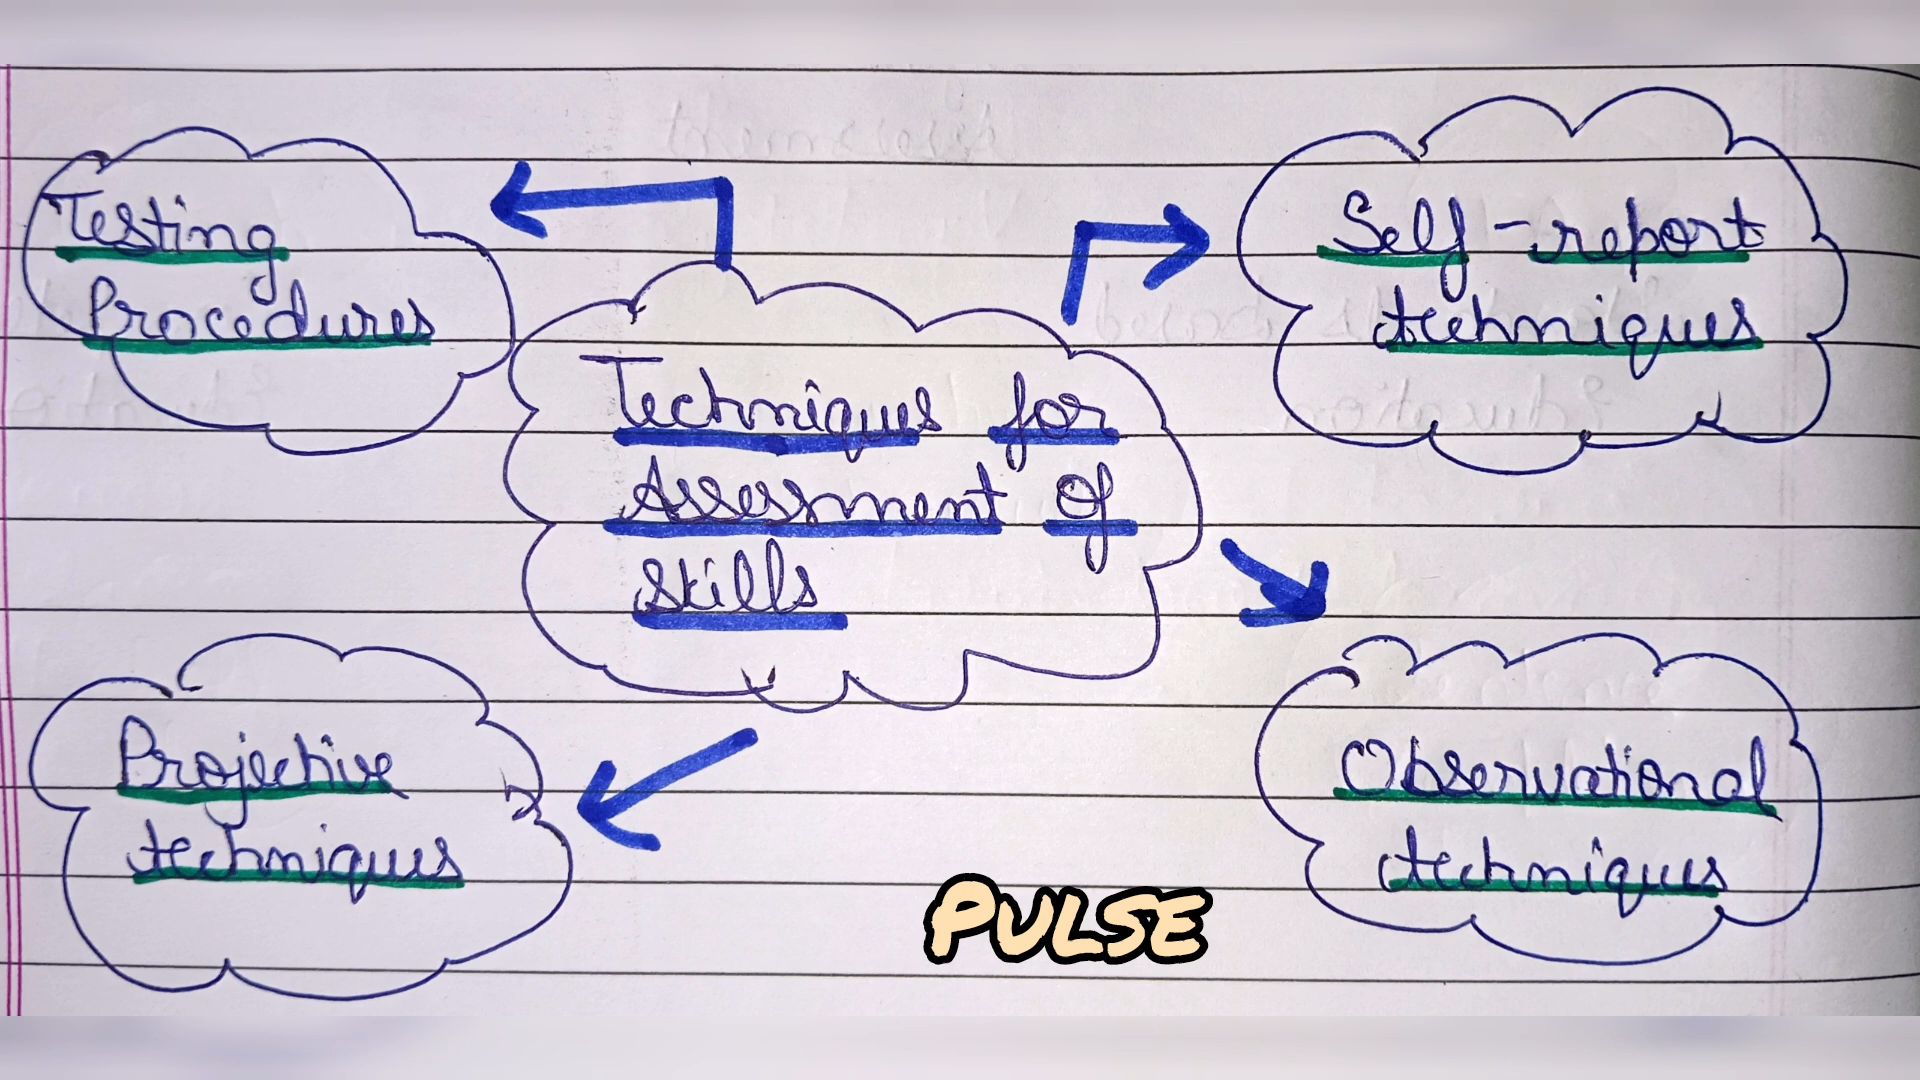 Testing
Procedures
Self-report
techniques
Techniques for
Assessment of
skills
Projective
techniques
Observational
techniques
PULSE